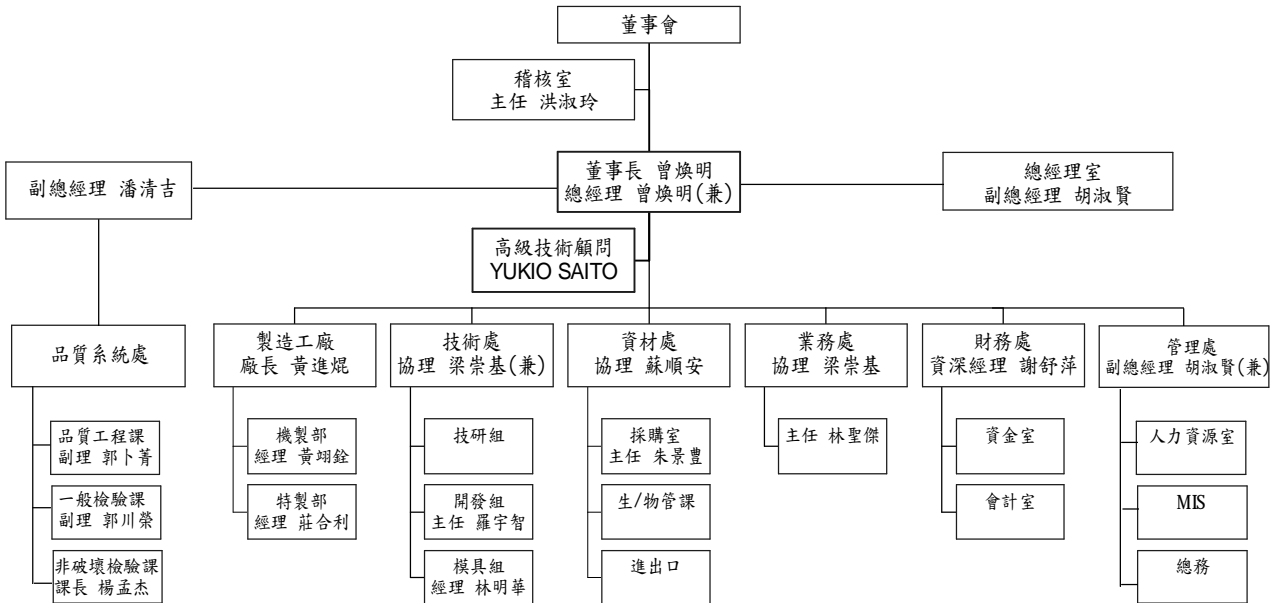 董事會
稽核室
主任 洪淑玲
董事長 曾煥明
總經理 曾煥明(兼)
副總經理 潘清吉
總經理室
副總經理 胡淑賢
高級技術顧問
YUKIO SAITO
品質系統處
製造工廠
廠長 黃進焜
技術處
協理 梁崇基(兼)
資材處
協理 蘇順安
業務處
協理 梁崇基
財務處
資深經理 謝舒萍
管理處
副總經理 胡淑賢(兼)
品質工程課
副理 郭卜菁
機製部
經理 黃翊銓
技研組
採購室
主任 朱景豊
主任 林聖傑
資金室
人力資源室
一般檢驗課
副理 郭川榮
特製部
經理 莊合利
開發組
主任 羅宇智
生/物管課
會計室
MIS
非破壞檢驗課
課長 楊孟杰
模具組
經理 林明華
進出口
總務